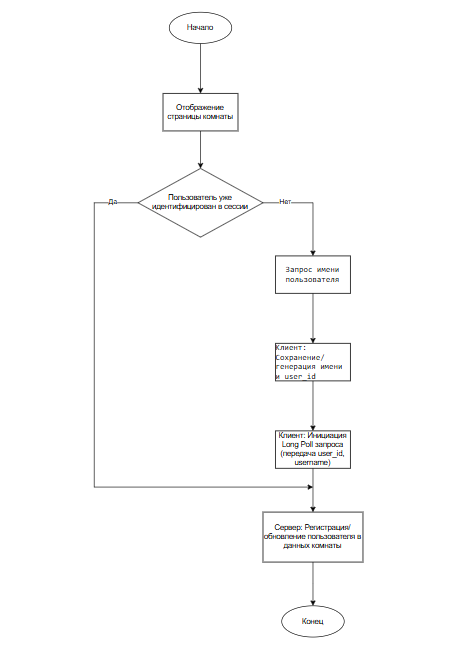 Начало
Отображение
страницы комнаты
Пользователь уже
идентифицирован в сессии
Да
Нет
Запрос имени
пользователя
Клиент:
Сохранение/
генерация имени
и user_id
Клиент: Инициация
Long Poll запроса
(передача user_id,
username)
Сервер: Регистрация/
обновление пользователя в
данных комнаты
Конец